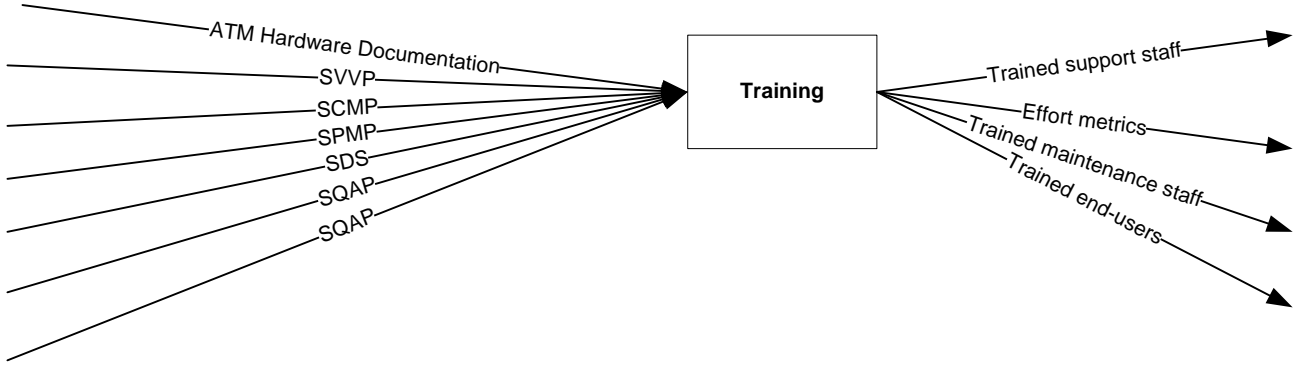 ATM Hardware Documentation
SVVP
SCMP
SPMP
SDS
SQAP
SQAP
Training
Trained support staff
Effort metrics
Trained maintenance staff
Trained end-users